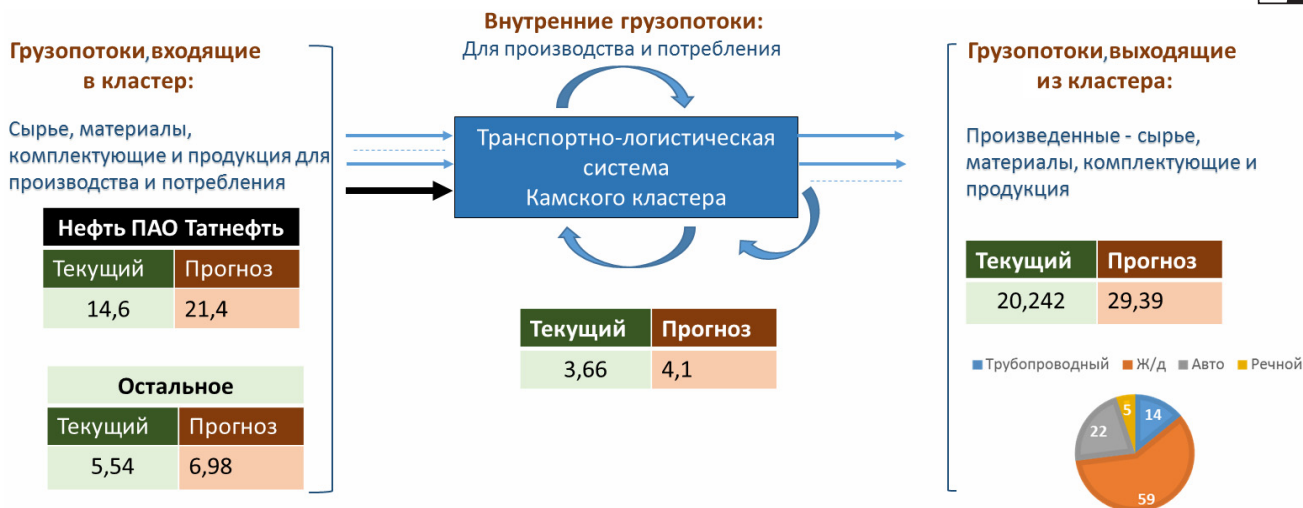 Грузопотоки,входящие
в кластер:
Сырье, материалы,
комплектующие и продукция для
производства и потребления
Нефть ПАО Татнефть
Текущий Прогноз
14,6 21,4
Остальное
Текущий Прогноз
5,54 6,98
Внутренние грузопотоки:
Для производства и потребления
Транспортно-логистическая
система
Камского кластера
Текущий Прогноз
3,66 4,1
Грузопотоки,выходящие
из кластера:
Произведенные - сырье,
материалы, комплектующие и
продукция
Текущий Прогноз
20,242 29,39
Трубопроводный Ж/д Авто Речной
5 14
22
59